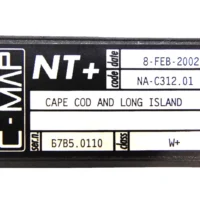 C-MAP
NT+
code date
8-FEB-2002
code
NA-C312.01
CAPE COD AND LONG ISLAND
ser.n.
67B5.0110
class
W+